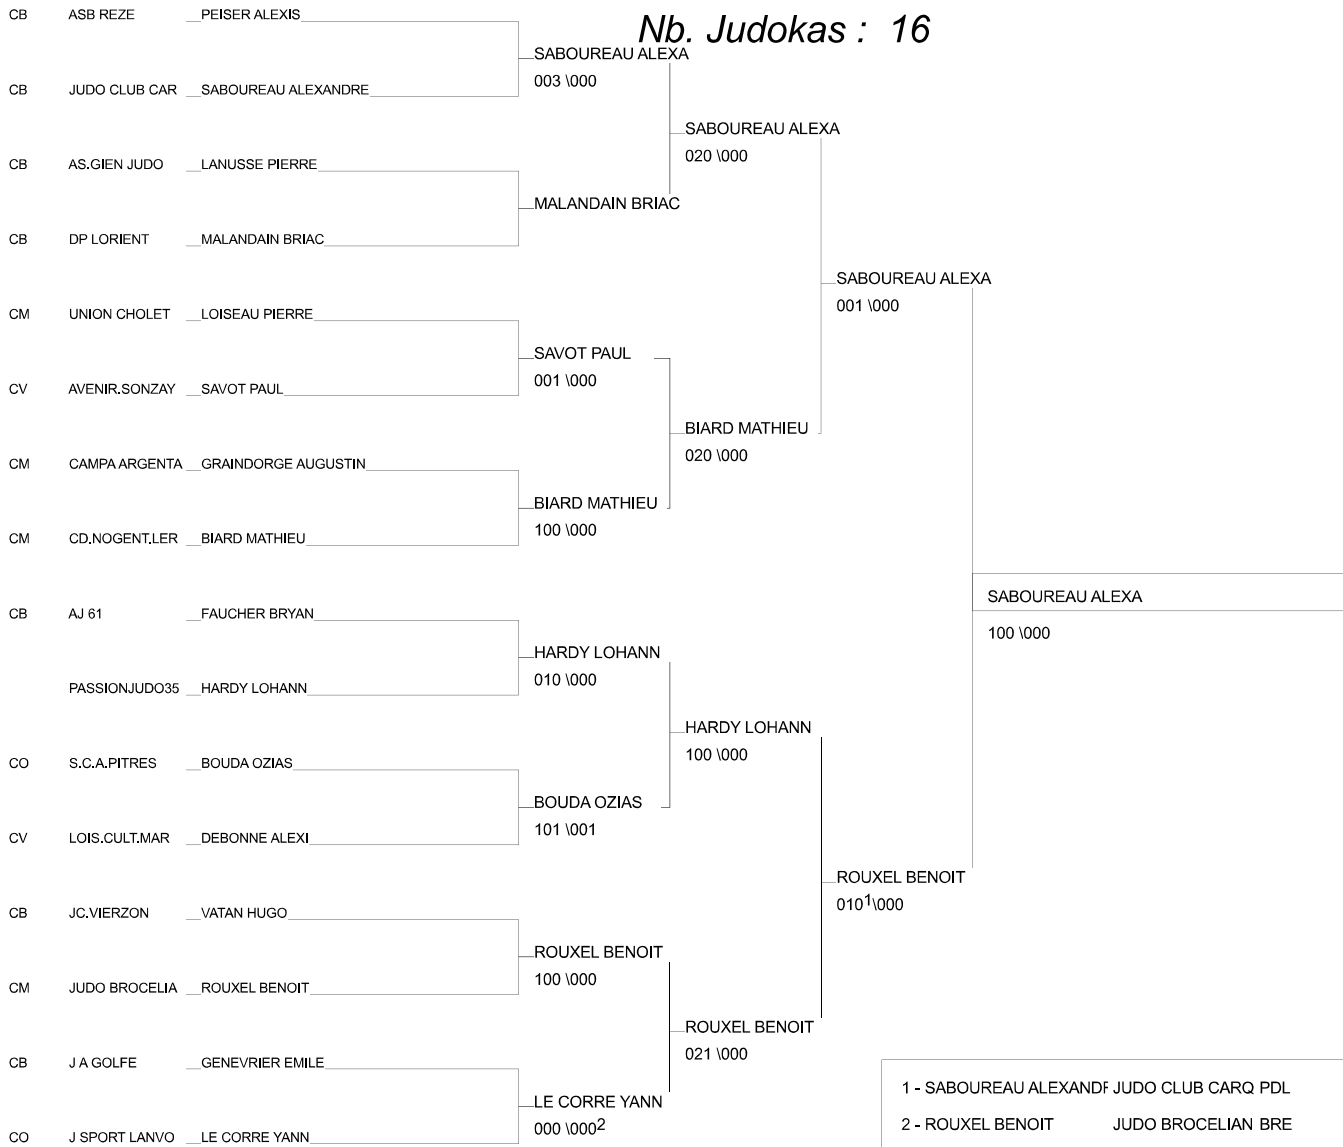 Nb. Judokas : 16
CB ASB REZE PEISER ALEXIS
SABOUREAU ALEXA
003 \000
CB JUDO CLUB CAR SABOUREAU ALEXANDRE
SABOUREAU ALEXA
020 \000
CB AS.GIEN JUDO LANUSSE PIERRE
MALANDAIN BRIAC
CB DP LORIENT MALANDAIN BRIAC
SABOUREAU ALEXA
001 \000
CM UNION CHOLET LOISEAU PIERRE
SAVOT PAUL
001 \000
CV AVENIR.SONZAY SAVOT PAUL
BIARD MATHIEU
020 \000
CM CAMPA ARGENTA GRAINDORGE AUGUSTIN
BIARD MATHIEU
100 \000
CM CD.NOGENT.LER BIARD MATHIEU
SABOUREAU ALEXA
100 \000
CB AJ 61 FAUCHER BRYAN
HARDY LOHANN
010 \000
PASSIONJUDO35 HARDY LOHANN
HARDY LOHANN
100 \000
CO S.C.A.PITRES BOUDA OZIAS
BOUDA OZIAS
101 \001
CV LOIS.CULT.MAR DEBONNE ALEXI
ROUXEL BENOIT
010¹\000
CB JC.VIERZON VATAN HUGO
ROUXEL BENOIT
100 \000
CM JUDO BROCELIA ROUXEL BENOIT
ROUXEL BENOIT
021 \000
CB J A GOLFE GENEVRIER EMILE
LE CORRE YANN
000 \000²
CO J SPORT LANVO LE CORRE YANN
1 - SABOUREAU ALEXANDR JUDO CLUB CARQ PDL
2 - ROUXEL BENOIT JUDO BROCELIAN BRE